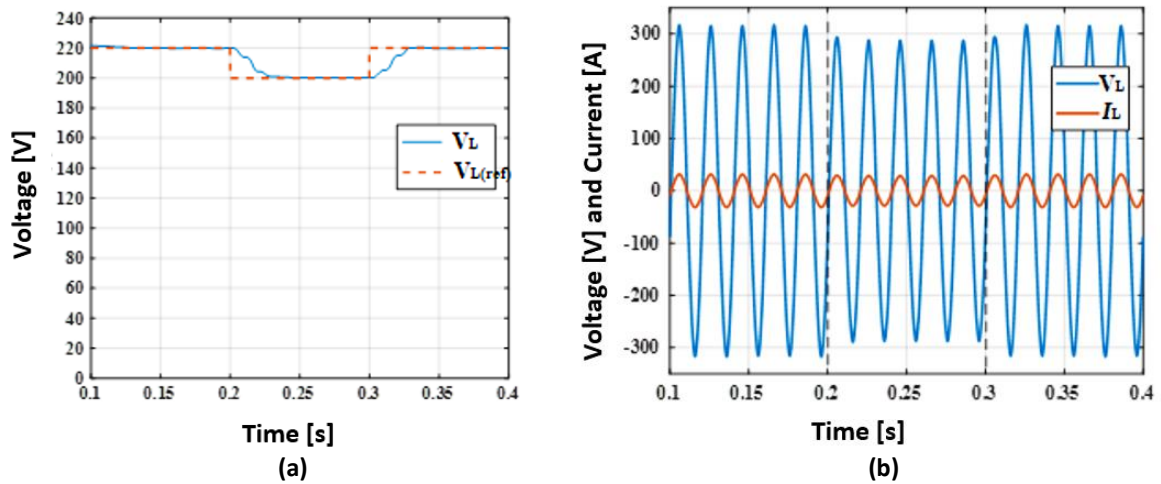 240
220
200
180
160
140
120
100
80
60
40
20
0
0.1 0.15 0.2 0.25 0.3 0.35 0.4
Voltage [V]
VL
VL(ref)
Time [s]
(a)
300
200
100
0
-100
-200
-300
0.1 0.15 0.2 0.25 0.3 0.35 0.4
Voltage [V] and Current [A]
VL
IL
Time [s]
(b)